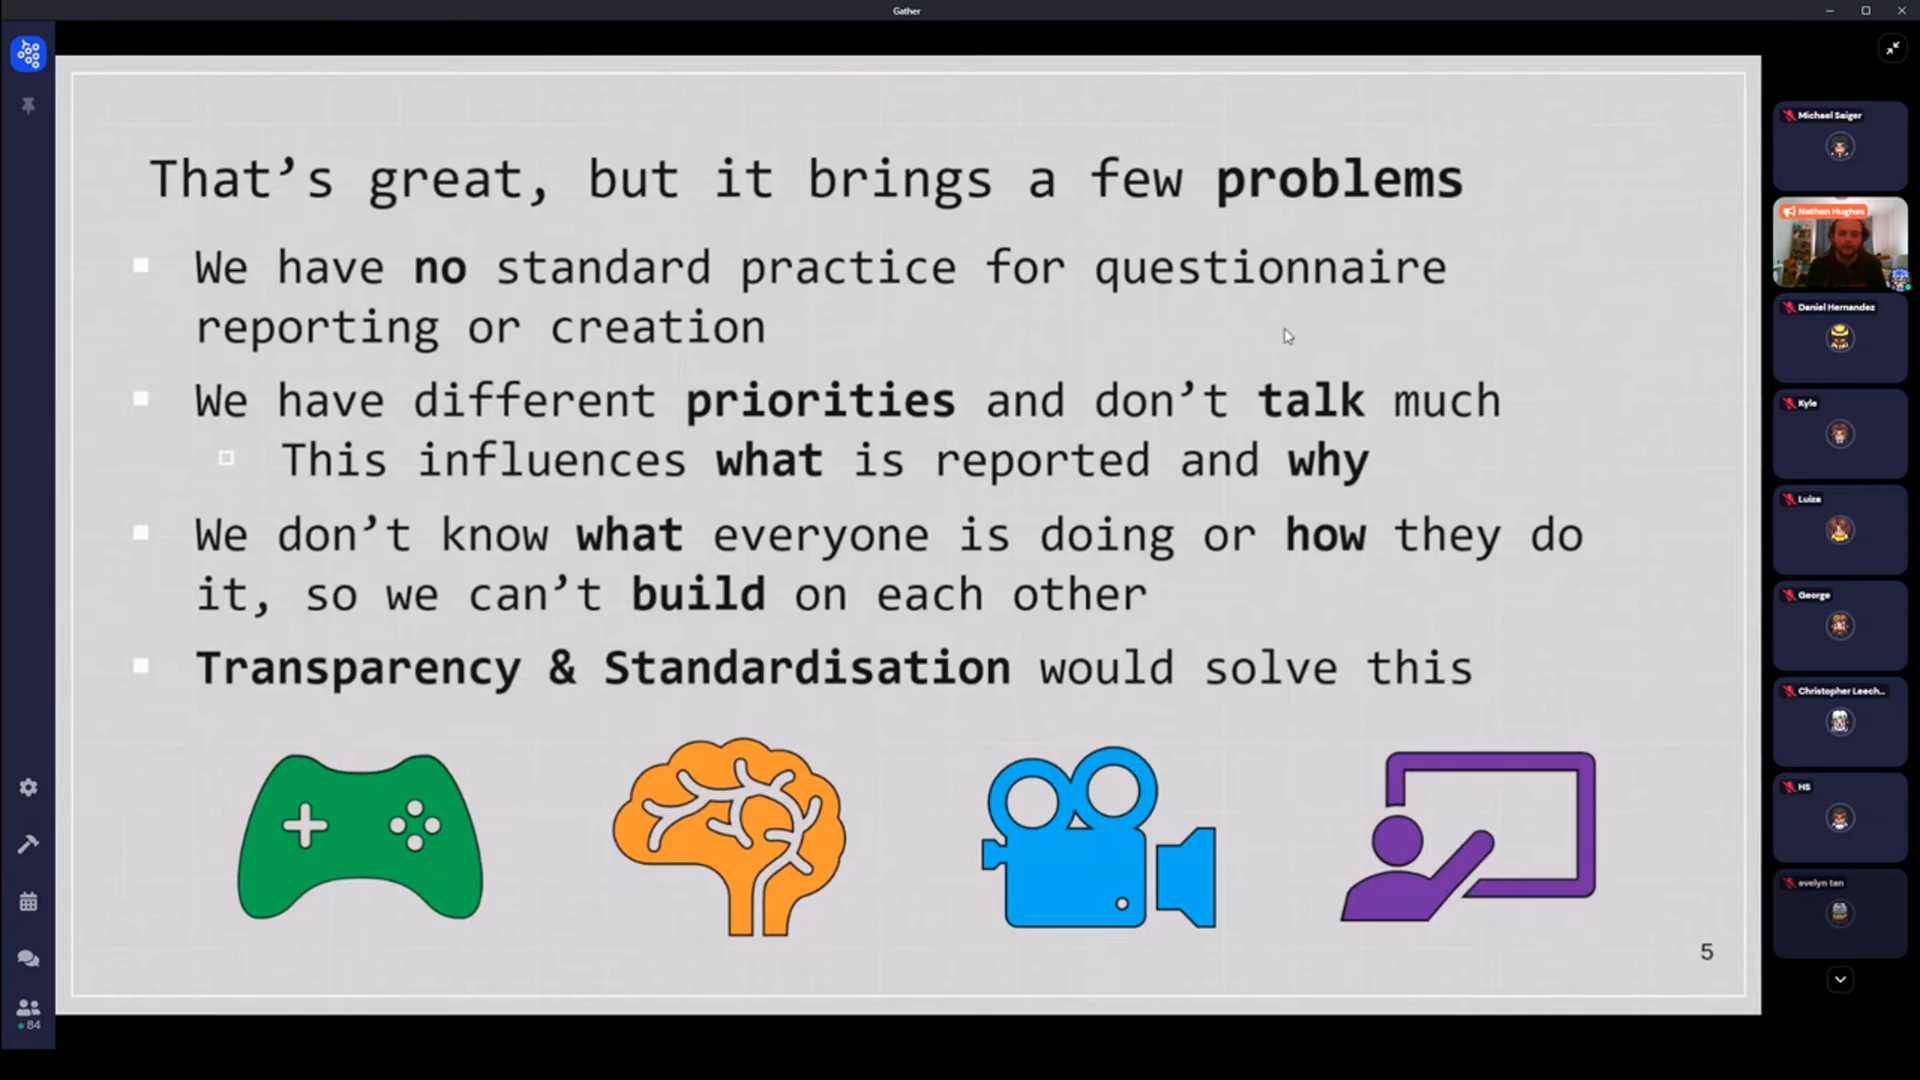 Gather
That’s great, but it brings a few problems
We have no standard practice for questionnaire
reporting or creation
We have different priorities and don’t talk much
This influences what is reported and why
We don’t know what everyone is doing or how they do
it, so we can’t build on each other
Transparency & Standardisation would solve this
5
84
Michael Saiger
Nathan Hughes
Daniel Hernandez
Kyle
Luiza
George
Christopher Leech...
HS
evelyn tan